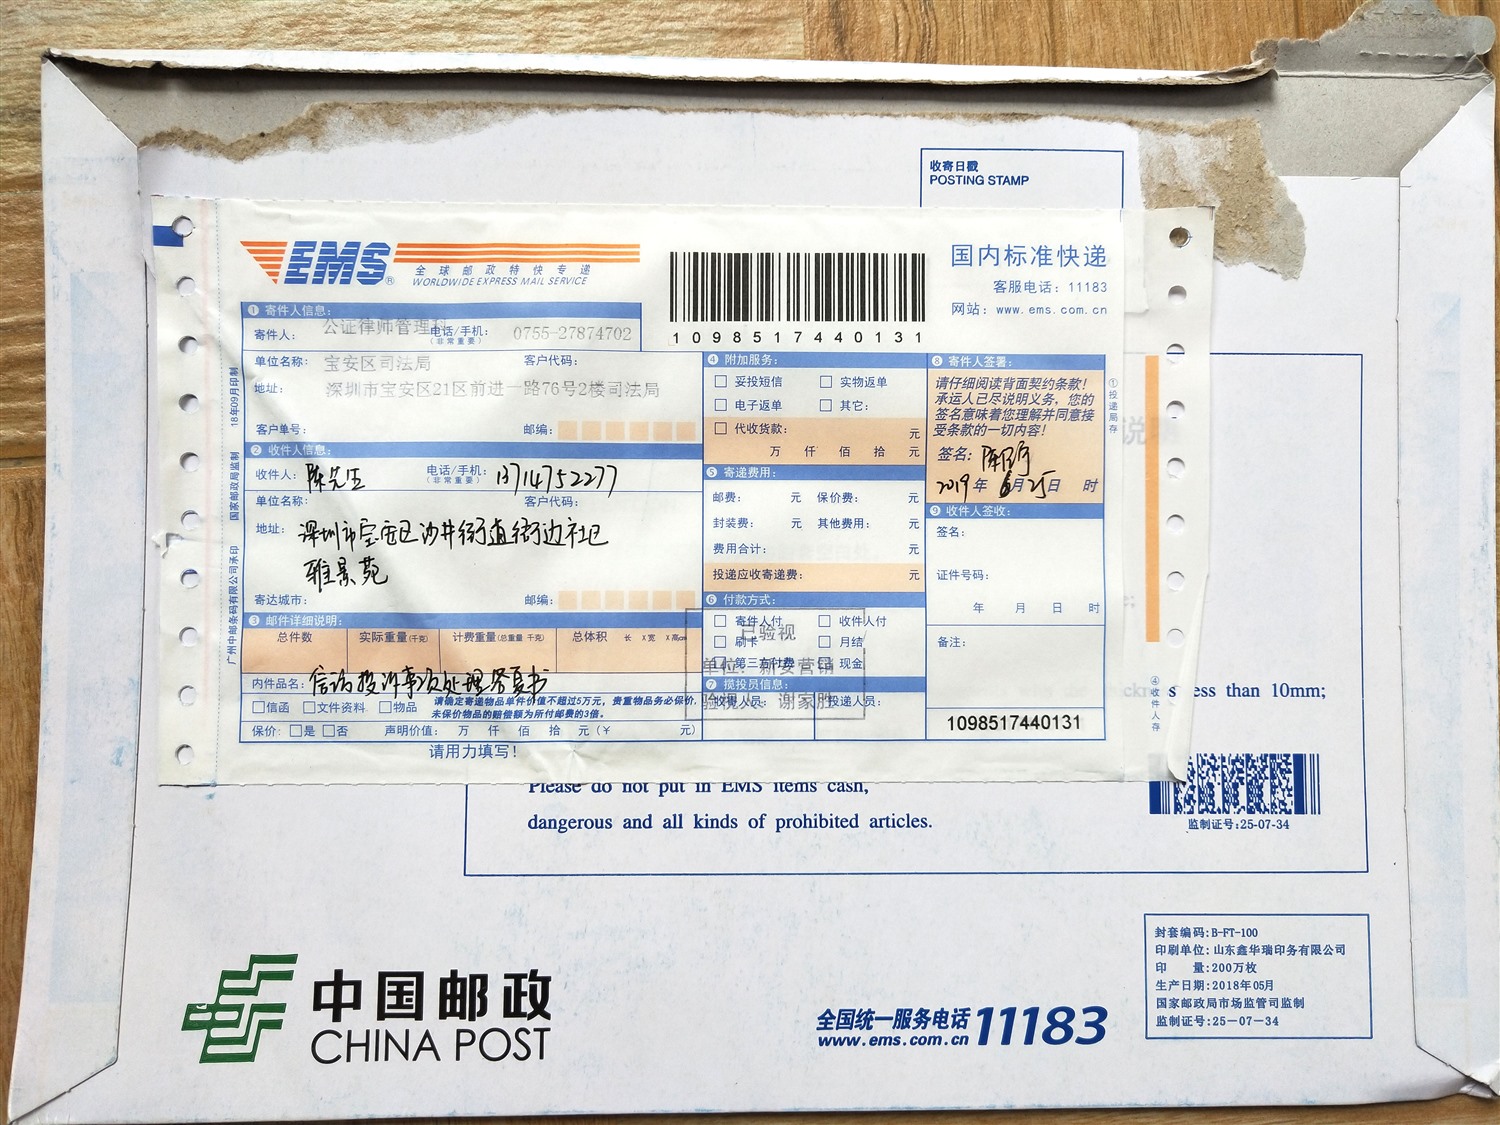 收寄日戳
POSTING STAMP
EMS®
全球邮政特快专递
WORLDWIDE EXPRESS MAIL SERVICE
1098517440131
国内标准快递
客服电话：11183
网站：www.ems.com.cn
① 寄件人信息：
寄件人： 公证律师管理科 电话/手机： 0755-27874702
（非常重要）
单位名称： 宝安区司法局 客户代码：
地址： 深圳市宝安区21区前进一路76号2楼司法局
客户单号： 邮编：
② 收件人信息：
收件人： 陈先生 电话/手机： 13714752277
（非常重要）
单位名称： 客户代码：
地址： 深圳市宝安区沙井街道衙边社区
雅景苑
寄达城市： 邮编：
③ 邮件详细说明：
总件数 实际重量（千克） 计费重量（总重量 千克） 总体积 长 X宽 X高cm
内件品名： 信访投诉事项处理答复书
信函 文件资料 物品
请确定寄递物品单件价值不超过5万元，贵重物品务必保价，
未保价物品的赔偿额为所付邮费的3倍。
保价： 是 否 声明价值： 万 仟 佰 拾 元（¥ 元）
请用力填写！
④ 附加服务：
妥投短信 实物返单
电子返单 其它：
代收货款： 元
万 仟 佰 拾 元
⑤ 寄递费用：
邮费： 元 保价费： 元
封装费： 元 其他费用： 元
费用合计： 元
投递应收寄递费： 元
⑥ 付款方式：
寄件人付 收件人付
刷卡 月结
第三方付费 现金
⑦ 揽投员信息：
收寄人员： 投递人员：
已验视
单位：新安营销
验视人：谢家胜
⑧ 寄件人签署：
请仔细阅读背面契约条款！
承运人已尽说明义务，您的
签名意味着您理解并同意接
受条款的一切内容！
签名：
2019年 6月25日 时
⑨ 收件人签收：
签名：
证件号码：
年 月 日 时
备注：
1098517440131
①投递局存
④收件人存
18年09月印制
国家邮政局监制
广州中邮条码有限公司承印
less than 10mm;
Please do not put in EMS items cash,
dangerous and all kinds of prohibited articles.
监制证号:25-07-34
中国邮政
CHINA POST
全国统一服务电话 11183
www.ems.com.cn
封套编码:B-FT-100
印刷单位:山东鑫华瑞印务有限公司
印 量:200万枚
生产日期:2018年05月
国家邮政局市场监管司监制
监制证号:25-07-34